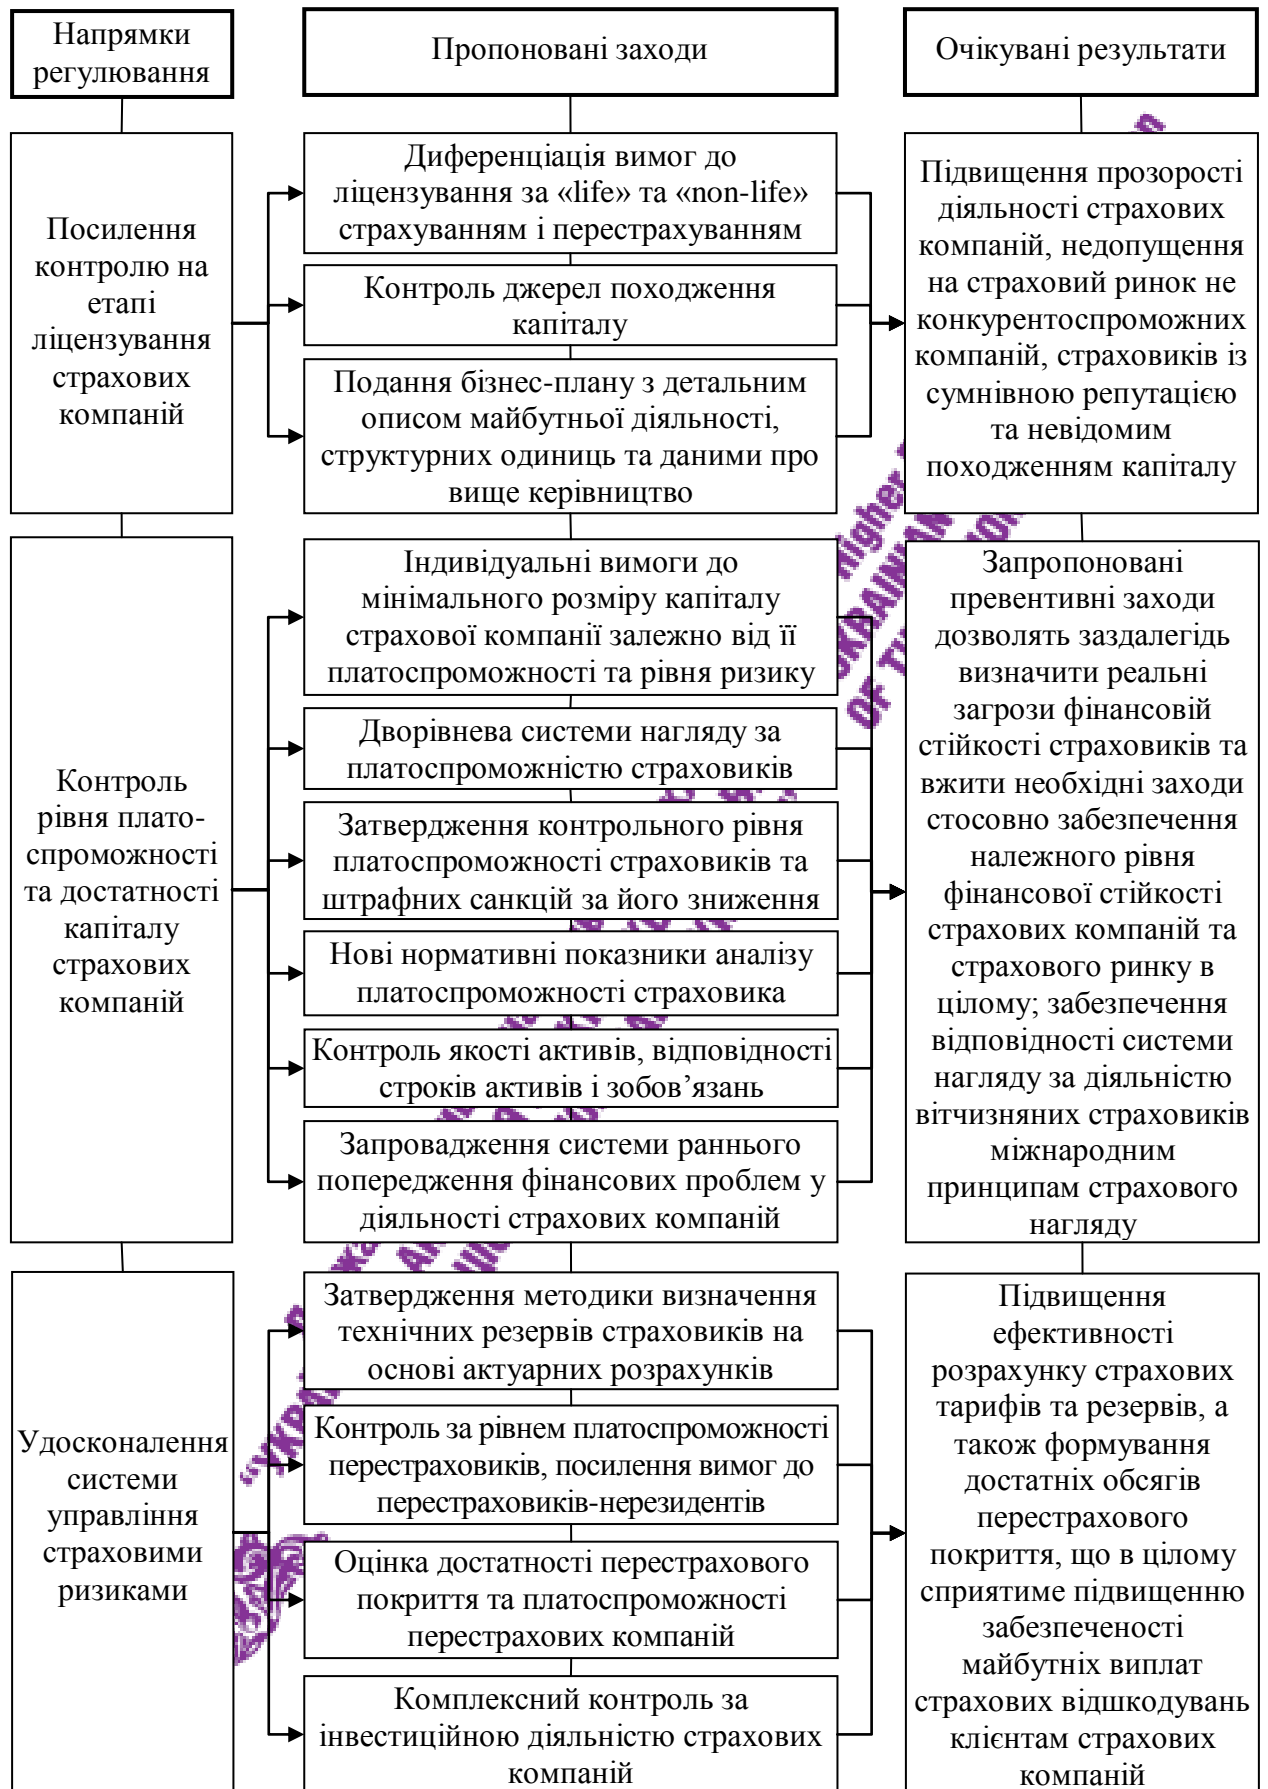 Напрямки
регулювання
Пропоновані заходи
Очікувані результати
Посилення
контролю на
етапі
ліцензування
страхових
компаній
Диференціація вимог до
ліцензування за «life» та «non-life»
страхуванням і перестрахуванням
Контроль джерел походження
капіталу
Подання бізнес-плану з детальним
описом майбутньої діяльності,
структурних одиниць та даними про
вище керівництво
Підвищення прозорості
діяльності страхових
компаній, недопущення
на страховий ринок не
конкурентоспроможних
компаній, страховиків із
сумнівною репутацією
та невідомим
походженням капіталу
Контроль
рівня плато-
спроможності
та достатності
капіталу
страхових
компаній
Індивідуальні вимоги до
мінімального розміру капіталу
страхової компанії залежно від її
платоспроможності та рівня ризику
Дворівнева системи нагляду за
платоспроможністю страховиків
Затвердження контрольного рівня
платоспроможності страховиків та
штрафних санкцій за його зниження
Нові нормативні показники аналізу
платоспроможності страховика
Контроль якості активів, відповідності
строків активів і зобов’язань
Запровадження системи раннього
попередження фінансових проблем у
діяльності страхових компаній
Запропоновані
превентивні заходи
дозволять заздалегідь
визначити реальні
загрози фінансовій
стійкості страховиків та
вжити необхідні заходи
стосовно забезпечення
належного рівня
фінансової стійкості
страхових компаній та
страхового ринку в
цілому; забезпечення
відповідності системи
нагляду за діяльністю
вітчизняних страховиків
міжнародним
принципам страхового
нагляду
Удосконалення
системи
управління
страховими
ризиками
Затвердження методики визначення
технічних резервів страховиків на
основі актуарних розрахунків
Контроль за рівнем платоспроможності
перестраховиків, посилення вимог до
перестраховиків-нерезидентів
Оцінка достатності перестрахового
покриття та платоспроможності
перестрахових компаній
Комплексний контроль за
інвестиційною діяльністю страхових
компаній
Підвищення
ефективності
розрахунку страхових
тарифів та резервів, а
також формування
достатніх обсягів
перестрахового
покриття, що в цілому
сприятиме підвищенню
забезпеченості
майбутніх виплат
страхових відшкодувань
клієнтам страхових
компаній